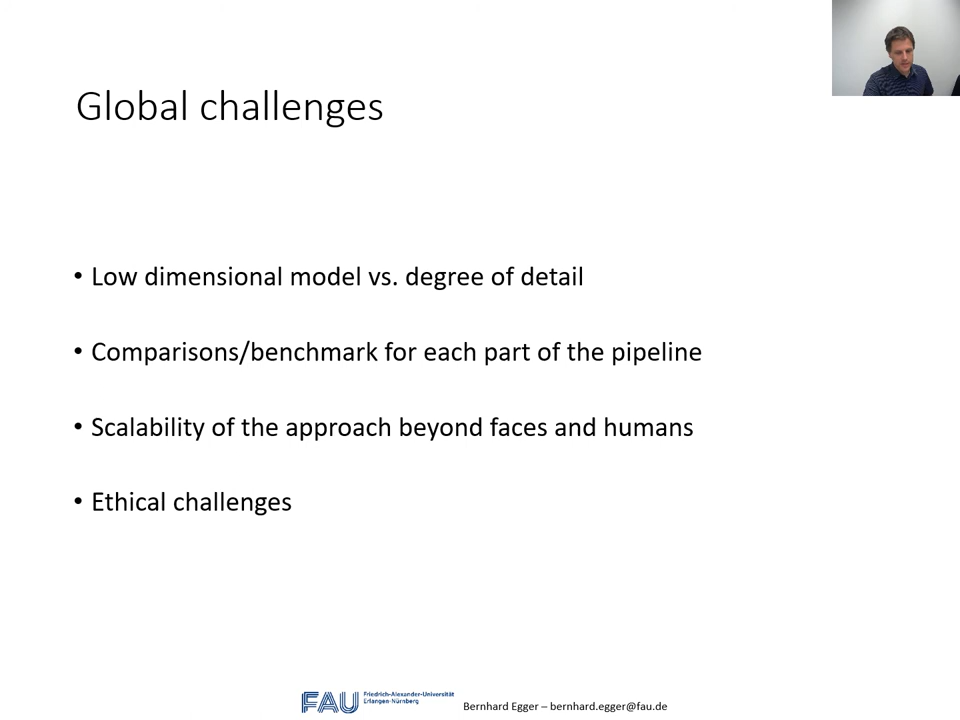 Global challenges
• Low dimensional model vs. degree of detail
• Comparisons/benchmark for each part of the pipeline
• Scalability of the approach beyond faces and humans
• Ethical challenges
FAU Friedrich-Alexander-Universität
Erlangen-Nürnberg
Bernhard Egger – bernhard.egger@fau.de